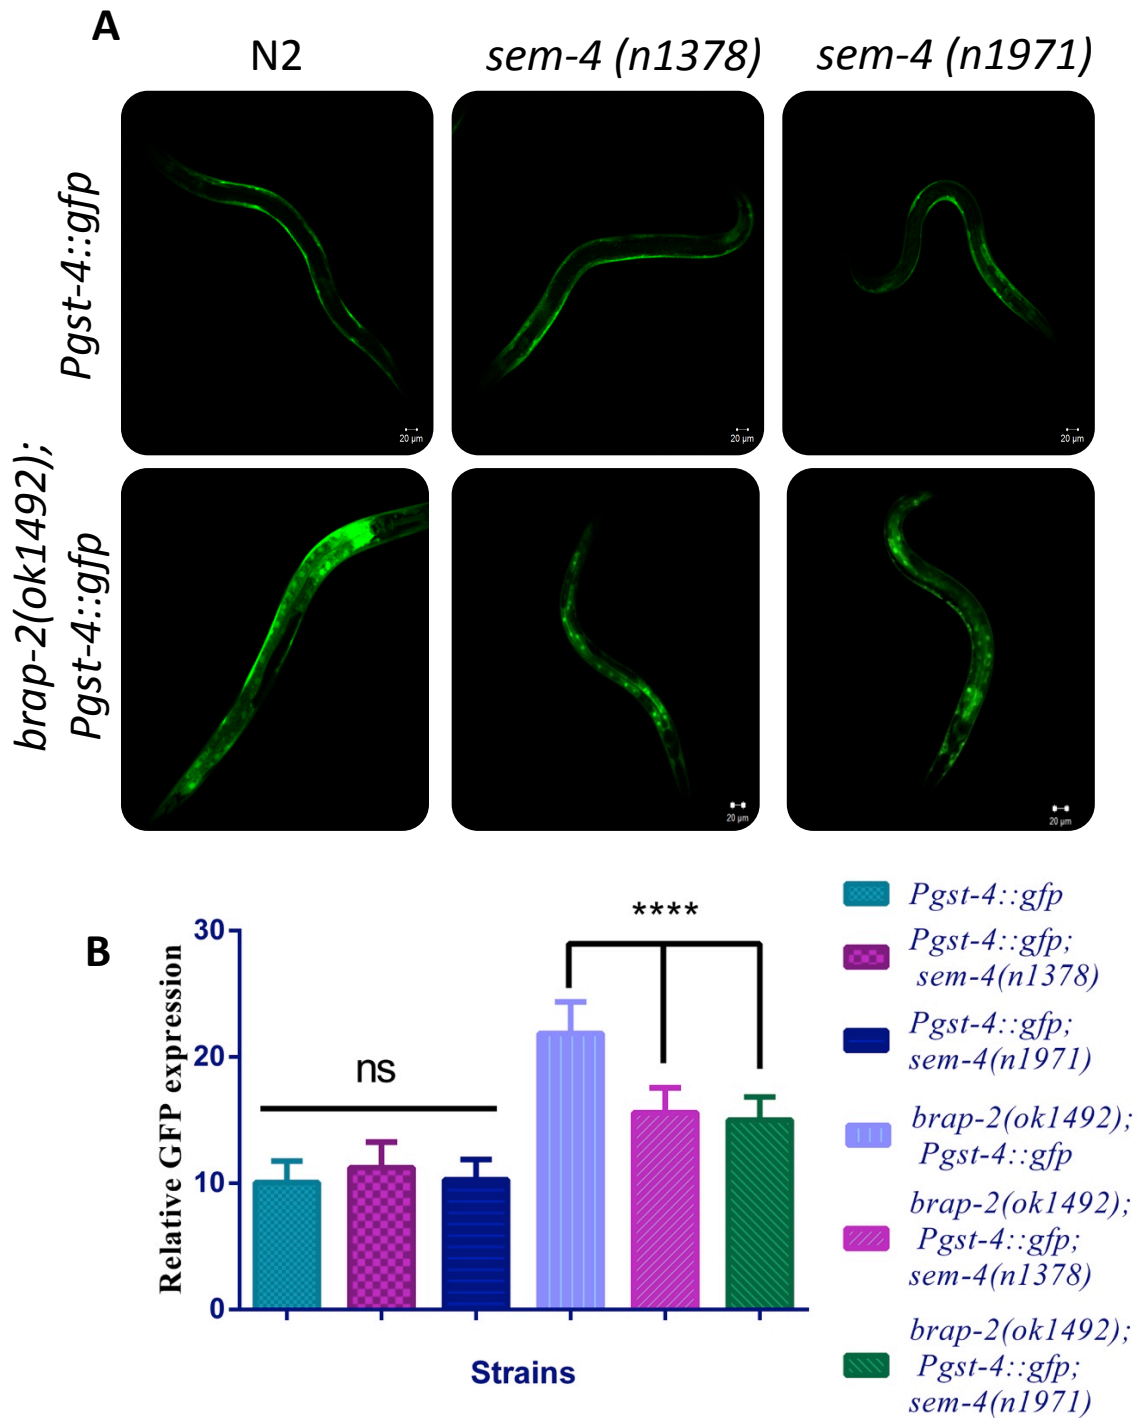 A
N2
sem-4 (n1378)
sem-4 (n1971)
Pgst-4::gfp
20 µm
20 µm
20 µm
brap-2(ok1492);
Pgst-4::gfp
20 µm
20 µm
B
Relative GFP expression
30
20
10
0
ns
****
Strains
Pgst-4::gfp
Pgst-4::gfp;
sem-4(n1378)
Pgst-4::gfp;
sem-4(n1971)
brap-2(ok1492);
Pgst-4::gfp
brap-2(ok1492);
Pgst-4::gfp;
sem-4(n1378)
brap-2(ok1492);
Pgst-4::gfp;
sem-4(n1971)